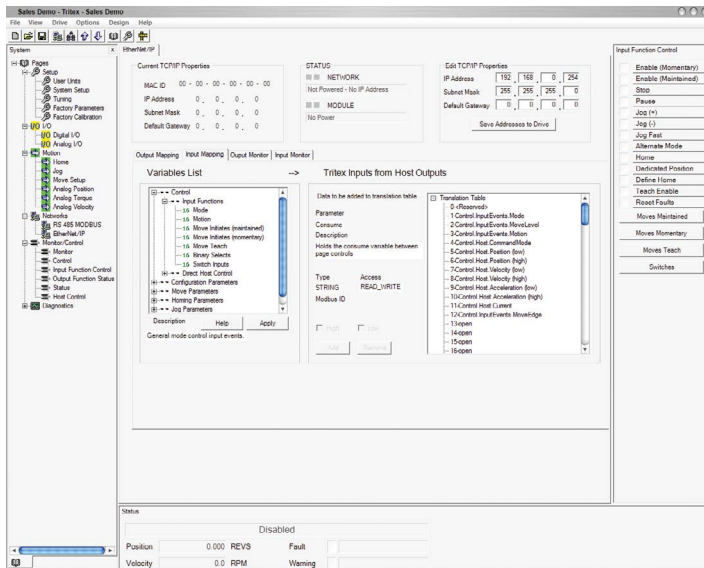 Sales Demo - Tritex - Sales Demo
File View Drive Options Design Help
System x
Pages
Setup
User Units
System Setup
Tuning
Factory Parameters
Factory Calibration
I/O I/O
I/O Digital I/O
I/O Analog I/O
Motion
Home
Jog
Move Setup
Analog Position
Analog Torque
Analog Velocity
Networks
RS 485 MODBUS
EtherNet/IP
Monitor/Control
Monitor
Control
Input Function Control
Output Function Status
Status
Host Control
Diagnostics
EtherNet/IP
Current TCP/IP Properties
MAC ID 00 - 00 - 00 - 00 - 00 - 00
IP Address 0 . 0 . 0 . 0
Subnet Mask 0 . 0 . 0 . 0
Default Gateway 0 . 0 . 0 . 0
STATUS
NETWORK
Not Powered - No IP Address
MODULE
No Power
Edit TCP/IP Properties
IP Address 192 . 168 . 0 . 254
Subnet Mask 255 . 255 . 255 . 0
Default Gateway 0 . 0 . 0 . 0
Save Addresses to Drive
Output Mapping Input Mapping Ouput Monitor Input Monitor
Variables List -->
Control
Input Functions
16 Mode
16 Motion
16 Move Initiates (maintained)
16 Move Initiates (momentary)
16 Move Teach
16 Binary Selects
16 Switch Inputs
Direct Host Control
Configuration Parameters
Move Parameters
Homing Parameters
Jog Parameters
Description Help Apply
General mode control input events.
Tritex Inputs from Host Outputs
Data to be added to translation table
Parameter
Consume
Description
Holds the consume variable between
page controls
Type Access
STRING READ_WRITE
Modbus ID
High Low
Add Remove
Translation Table
0-<Reserved>
1-Control.InputEvents.Mode
2-Control.InputEvents.MoveLevel
3-Control.InputEvents.Motion
4-Control.Host.CommandMode
5-Control.Host.Position (low)
6-Control.Host.Position (high)
7-Control.Host.Velocity (low)
8-Control.Host.Velocity (high)
9-Control.Host.Acceleration (low)
10-Control.Host.Acceleration (high)
11-Control.Host.Current
12-Control.InputEvents.MoveEdge
13-open
14-open
15-open
16-open
Input Function Control
Enable (Momentary)
Enable (Maintained)
Stop
Pause
Jog (+)
Jog (-)
Jog Fast
Alternate Mode
Home
Dedicated Position
Define Home
Teach Enable
Reset Faults
Moves Maintained
Moves Momentary
Moves Teach
Switches
Status
Disabled
Position 0.000 REVS Fault
Velocity 0.0 RPM Warning